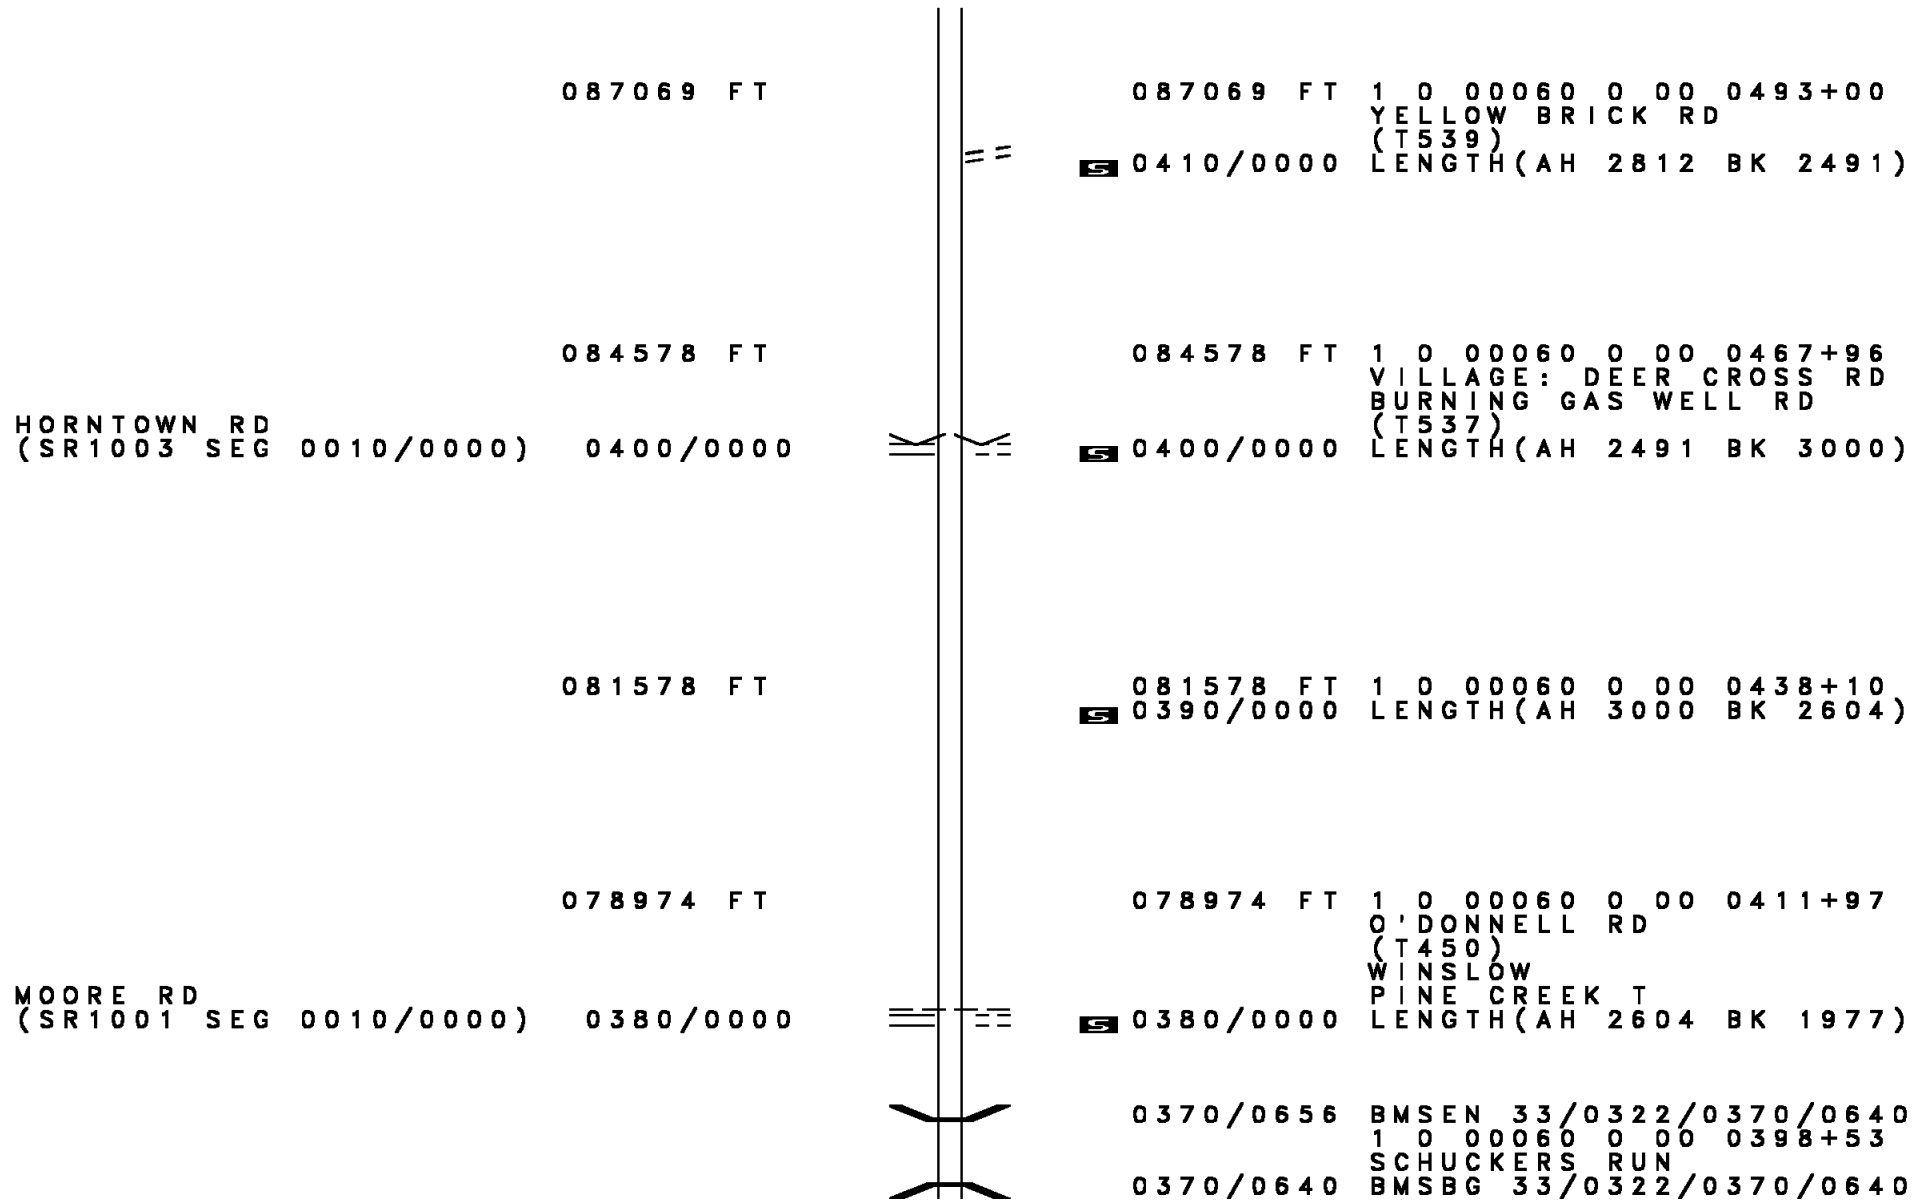 087069 FT 087069 FT 1 0 00060 0 00 0493+00
YELLOW BRICK RD
(T539)
S 0410/0000 LENGTH(AH 2812 BK 2491)
084578 FT 084578 FT 1 0 00060 0 00 0467+96
VILLAGE: DEER CROSS RD
BURNING GAS WELL RD
HORNTOWN RD (T537)
(SR1003 SEG 0010/0000) 0400/0000 S 0400/0000 LENGTH(AH 2491 BK 3000)
081578 FT 081578 FT 1 0 00060 0 00 0438+10
S 0390/0000 LENGTH(AH 3000 BK 2604)
078974 FT 078974 FT 1 0 00060 0 00 0411+97
O'DONNELL RD
(T450)
WINSLOW
MOORE RD PINE CREEK T
(SR1001 SEG 0010/0000) 0380/0000 S 0380/0000 LENGTH(AH 2604 BK 1977)
0370/0656 BMSEN 33/0322/0370/0640
1 0 00060 0 00 0398+53
SCHUCKERS RUN
0370/0640 BMSBG 33/0322/0370/0640